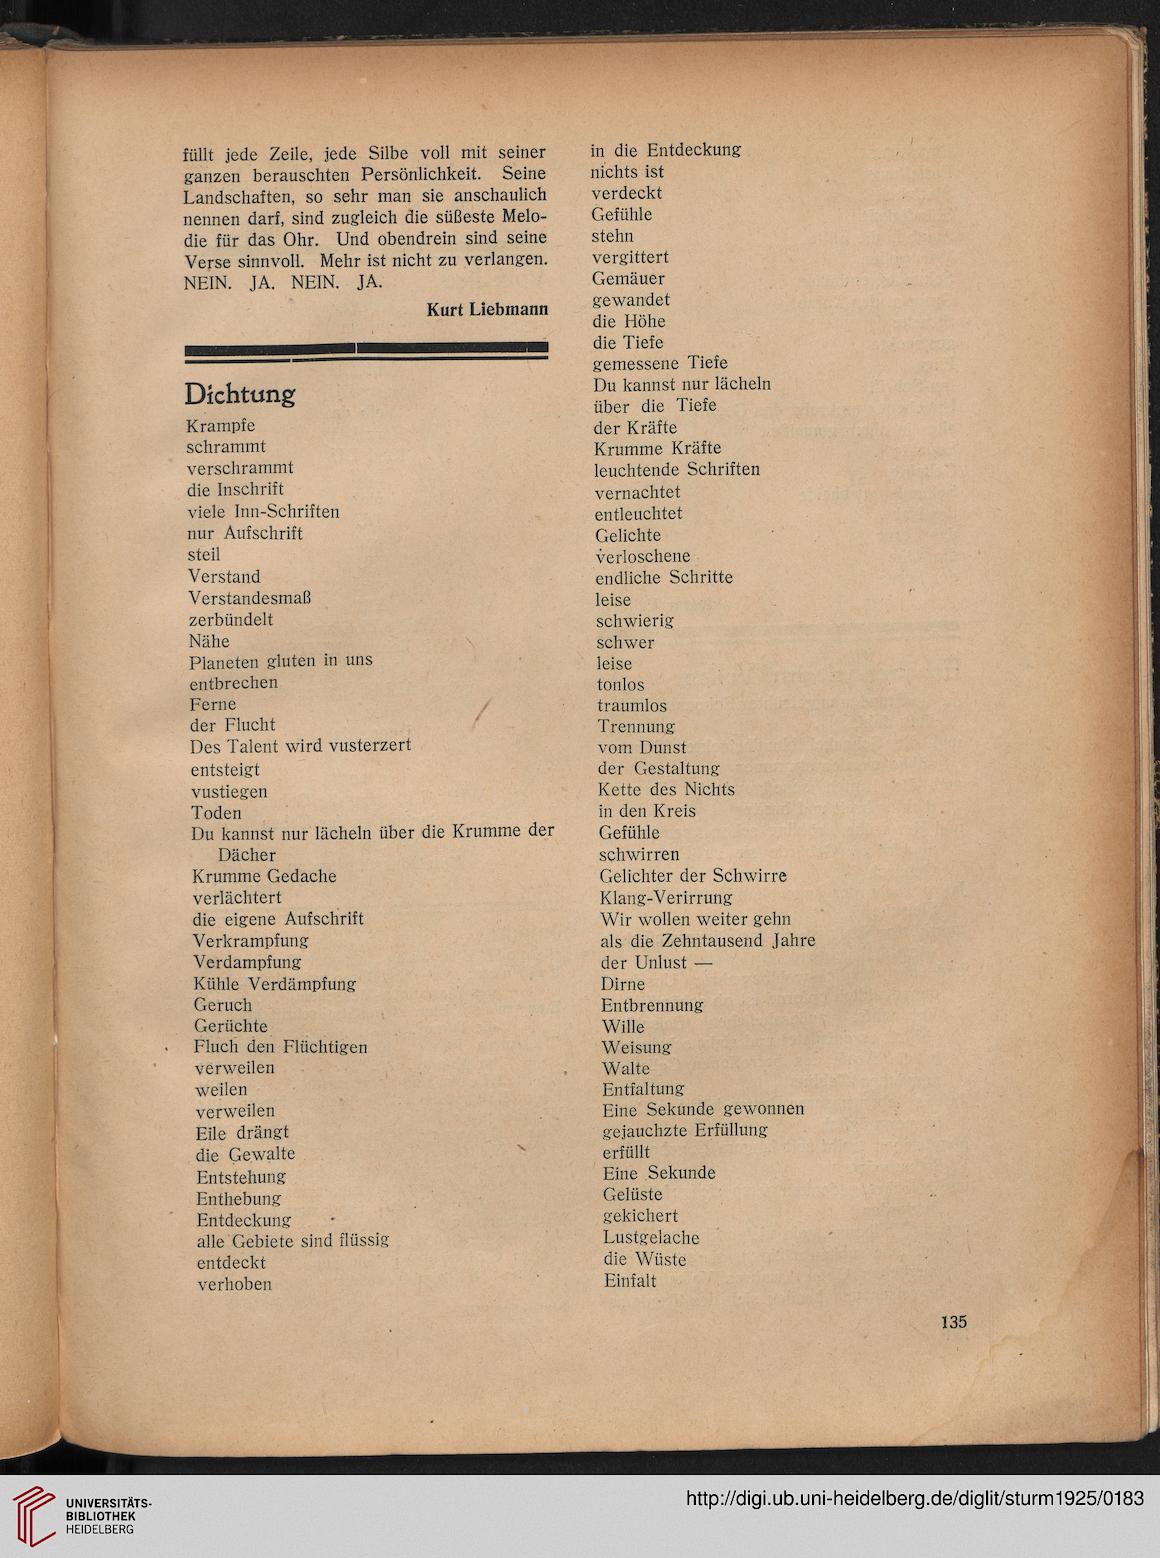 füllt jede Zeile, jede Silbe voll mit seiner
ganzen berauschten Persönlichkeit. Seine
Landschaften, so sehr man sie anschaulich
nennen darf, sind zugleich die süßeste Melo-
die für das Ohr. Und obendrein sind seine
Verse sinnvoll. Mehr ist nicht zu verlangen.
NEIN. JA. NEIN. JA.
Kurt Liebmann
Dichtung
Krampfe
schrammt
verschrammt
die Inschrift
viele Inn-Schriften
nur Aufschrift
steil
Verstand
Verstandesmaß
zerbündelt
Nähe
Planeten gluten in uns
entbrechen
Ferne
der Flucht
Des Talent wird vusterzert
entsteigt
vustiegen
Toden
Du kannst nur lächeln über die Krumme der
Dächer
Krumme Gedache
verlächtert
die eigene Aufschrift
Verkrampfung
Verdampfung
Kühle Verdämpfung
Geruch
Gerüchte
Fluch den Flüchtigen
verweilen
weilen
verweilen
Eile drängt
die Gewalte
Entstehung
Enthebung
Entdeckung
alle Gebiete sind flüssig
entdeckt
verhoben
in die Entdeckung
nichts ist
verdeckt
Gefühle
stehn
vergittert
Gemäuer
gewandet
die Höhe
die Tiefe
gemessene Tiefe
Du kannst nur lächeln
über die Tiefe
der Kräfte
Krumme Kräfte
leuchtende Schriften
vernachtet
entleuchtet
Gelichte
verloschene
endliche Schritte
leise
schwierig
schwer
leise
tonlos
traumlos
Trennung
vom Dunst
der Gestaltung
Kette des Nichts
in den Kreis
Gefühle
schwirren
Gelichter der Schwirre
Klang-Verirrung
Wir wollen weiter gehn
als die Zehntausend Jahre
der Unlust —
Dirne
Entbrennung
Wille
Weisung
Walte
Entfaltung
Eine Sekunde gewonnen
gejauchzte Erfüllung
erfüllt
Eine Sekunde
Gelüste
gekichert
Lustgelache
die Wüste
Einfalt
135
UNIVERSITÄTS-
BIBLIOTHEK
HEIDELBERG
http://digi.ub.uni-heidelberg.de/diglit/sturm1925/0183